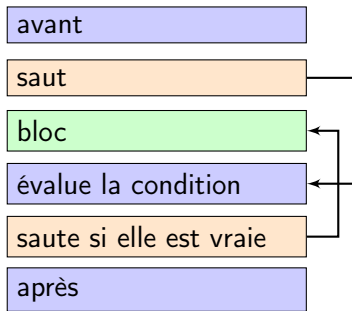 avant
saut
bloc
évalue la condition
saute si elle est vraie
après